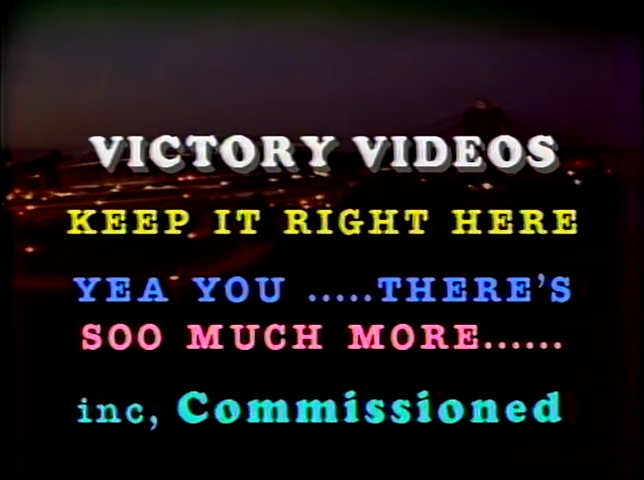 VICTORY VIDEOS
KEEP IT RIGHT HERE
YEA YOU .....THERE'S
SOO MUCH MORE......
inc, Commissioned